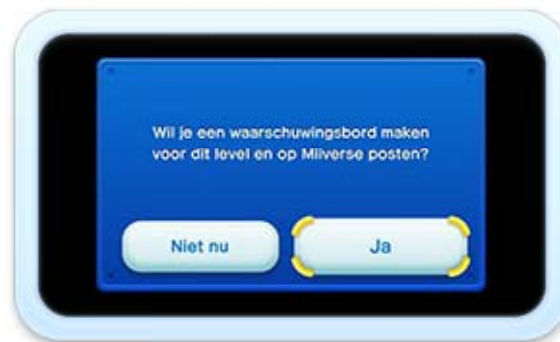 Wil je een waarschuwingsbord maken
voor dit level en op Miiverse posten?
Niet nu
Ja